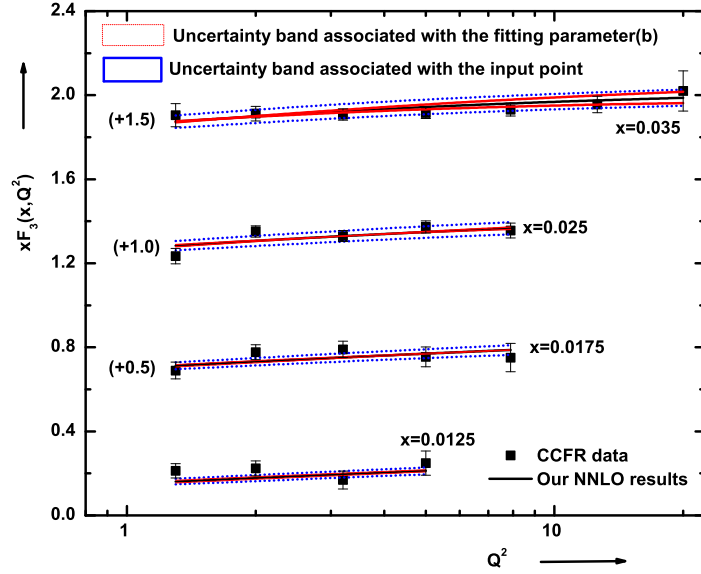 2.4
Uncertainty band associated with the fitting parameter(b)
Uncertainty band associated with the input point
2.0
(+1.5)
x=0.035
1.6
xF3(x,Q²)
(+1.0)
x=0.025
1.2
0.8
x=0.0175
(+0.5)
x=0.0125
0.4
CCFR data
Our NNLO results
0.0
1
10
Q²